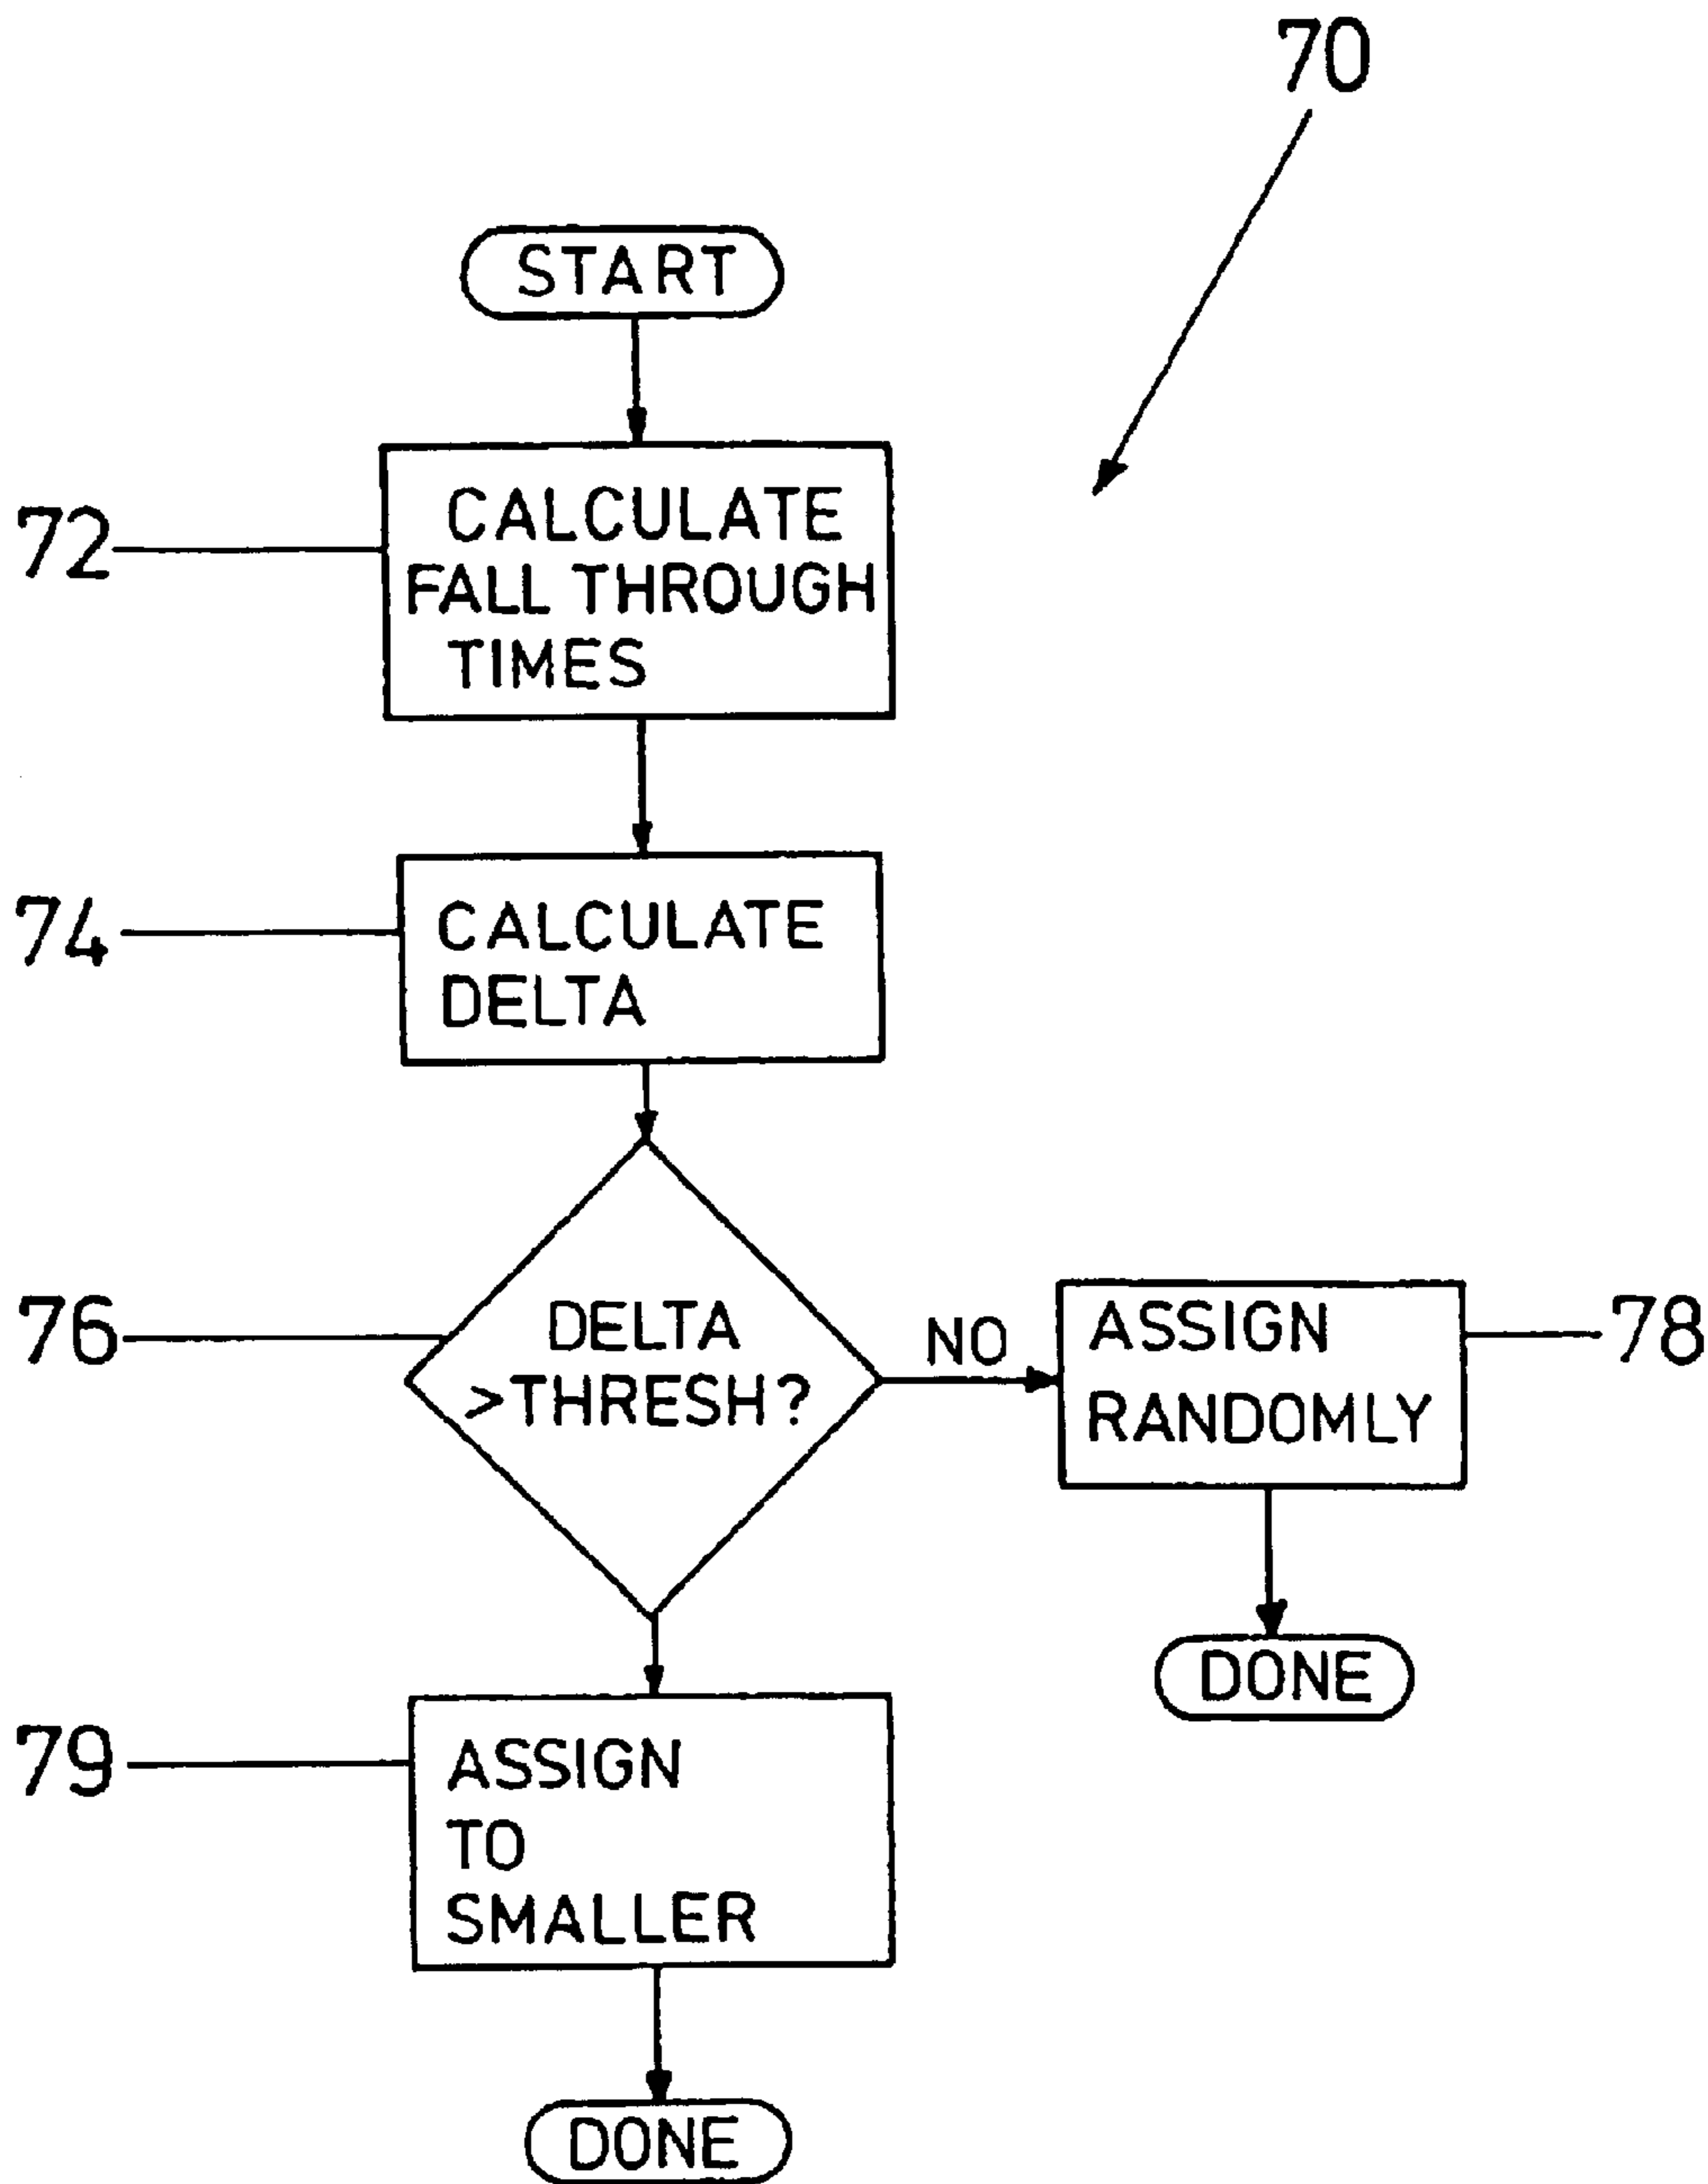 70
START
72
CALCULATE
FALL THROUGH
TIMES
74
CALCULATE
DELTA
76
DELTA
>THRESH?
NO
ASSIGN
RANDOMLY
78
DONE
79
ASSIGN
TO
SMALLER
DONE